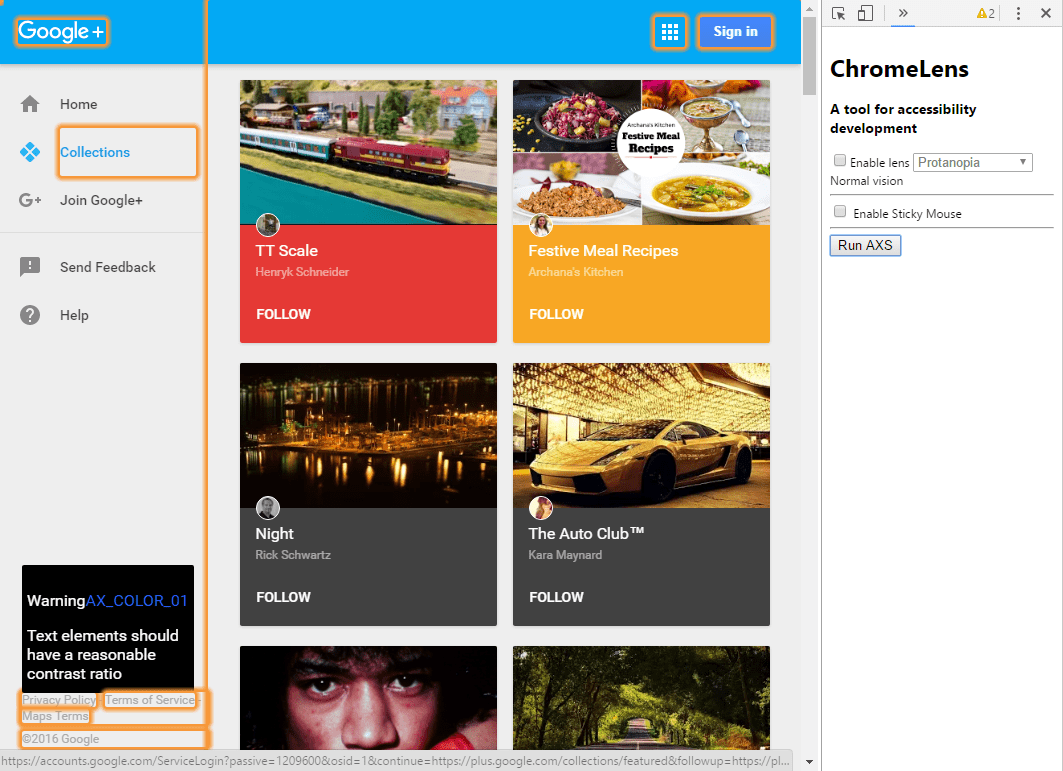 Google+
Sign in
Home
Collections
Join Google+
Send Feedback
Help
Archana's Kitchen
Festive Meal
Recipes
TT Scale
Henryk Schneider
FOLLOW
Festive Meal Recipes
Archana's Kitchen
FOLLOW
Night
Rick Schwartz
FOLLOW
The Auto Club™
Kara Maynard
FOLLOW
WarningAX_COLOR_01
Text elements should
have a reasonable
contrast ratio
Privacy Policy - Terms of Service -
Maps Terms
©2016 Google
https://accounts.google.com/ServiceLogin?passive=1209600&osid=1&continue=https://plus.google.com/collections/featured&followup=https://pl...
2
ChromeLens
A tool for accessibility
development
Enable lens Protanopia
Normal vision
Enable Sticky Mouse
Run AXS